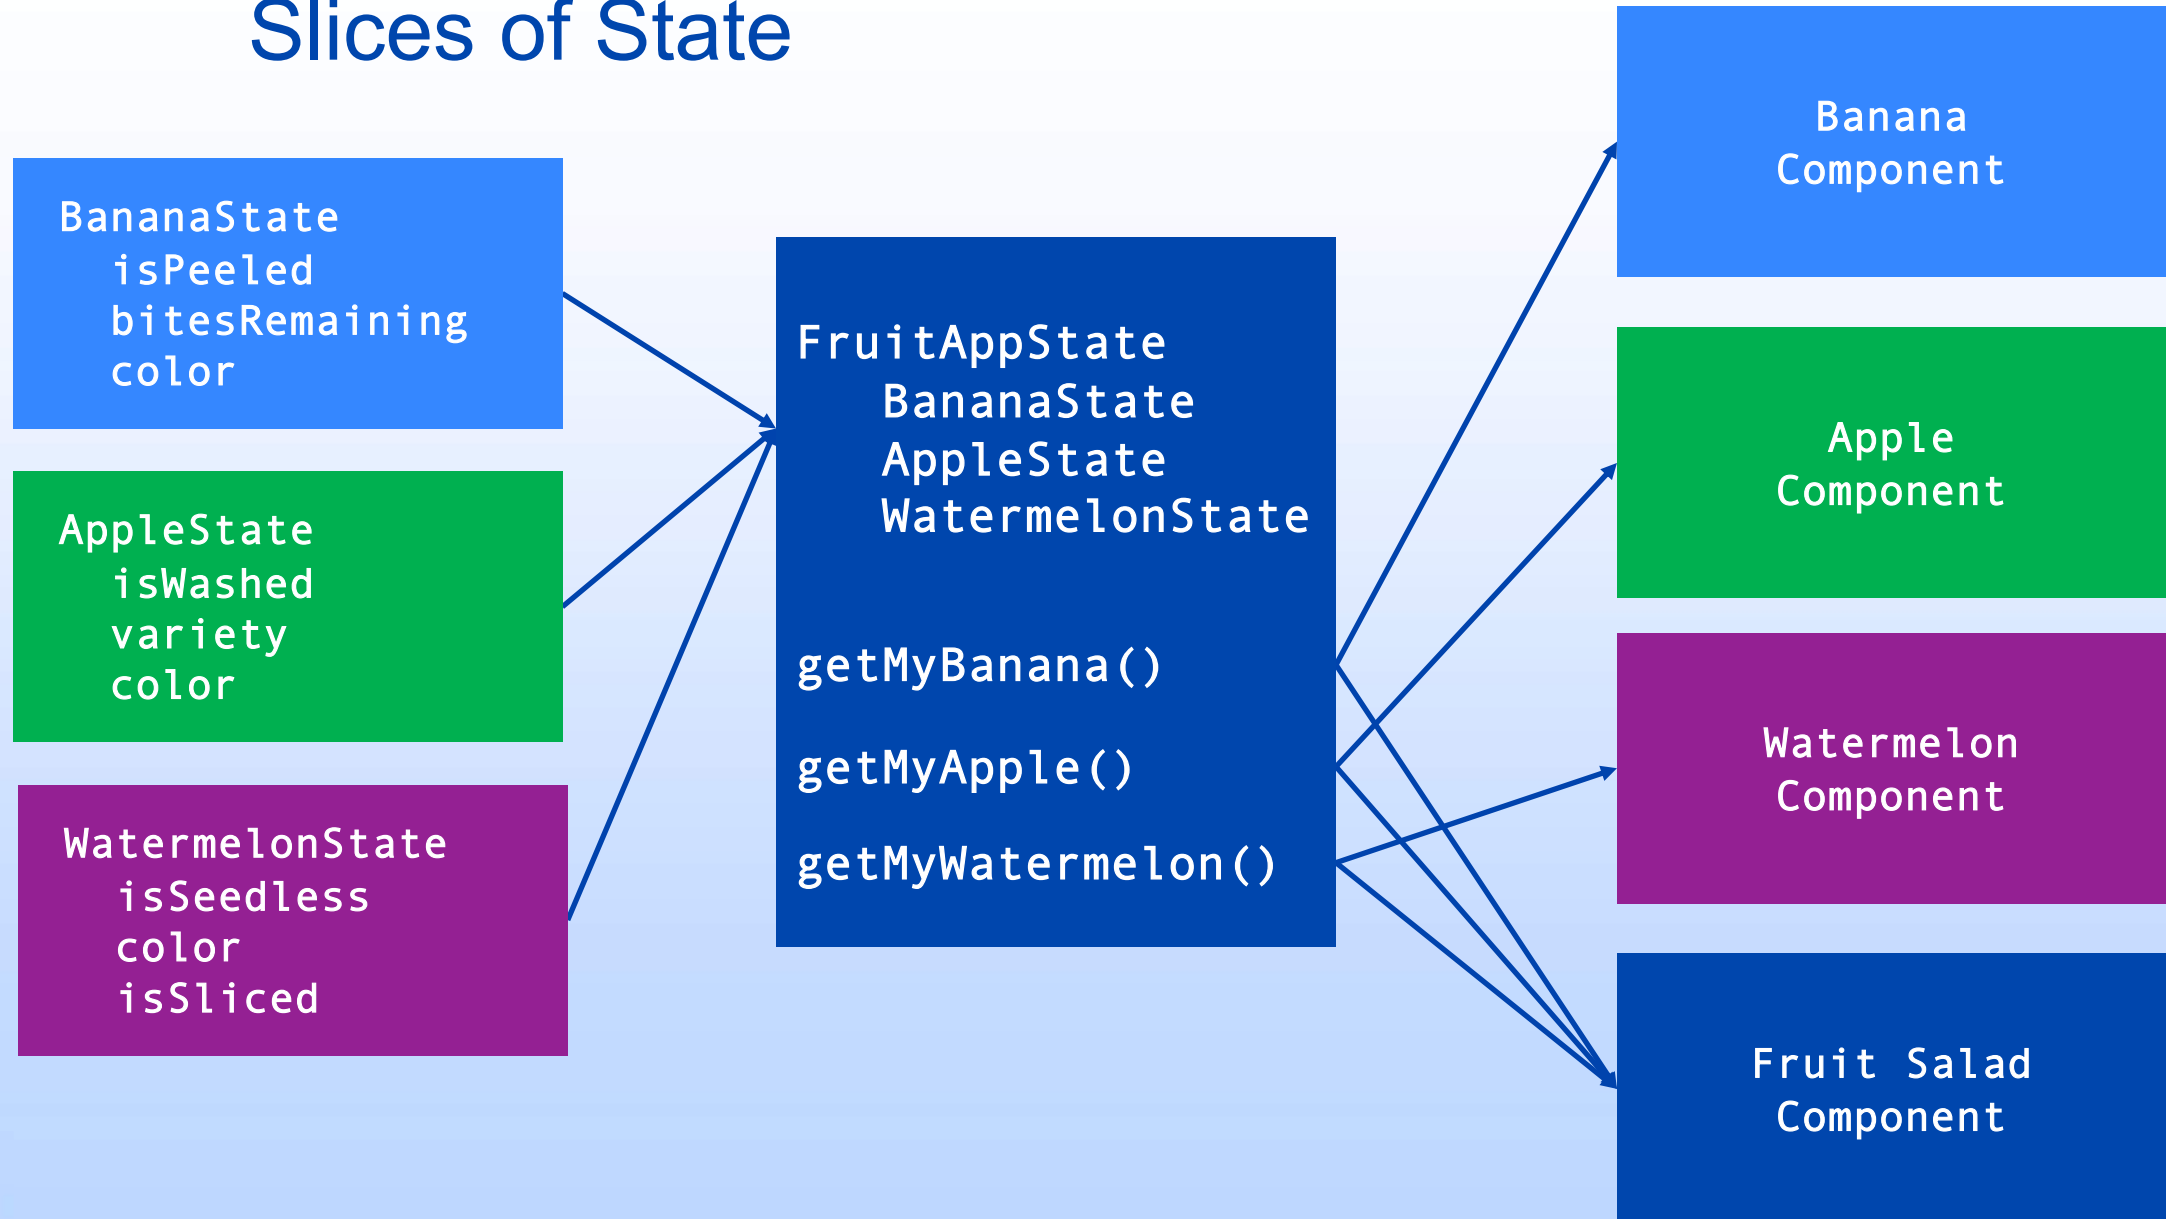 Slices of State
BananaState
isPeeled
bitesRemaining
color
AppleState
isWashed
variety
color
WatermelonState
isSeedless
color
isSliced
FruitAppState
BananaState
AppleState
WatermelonState
getMyBanana()
getMyApple()
getMyWatermelon()
Banana
Component
Apple
Component
Watermelon
Component
Fruit Salad
Component